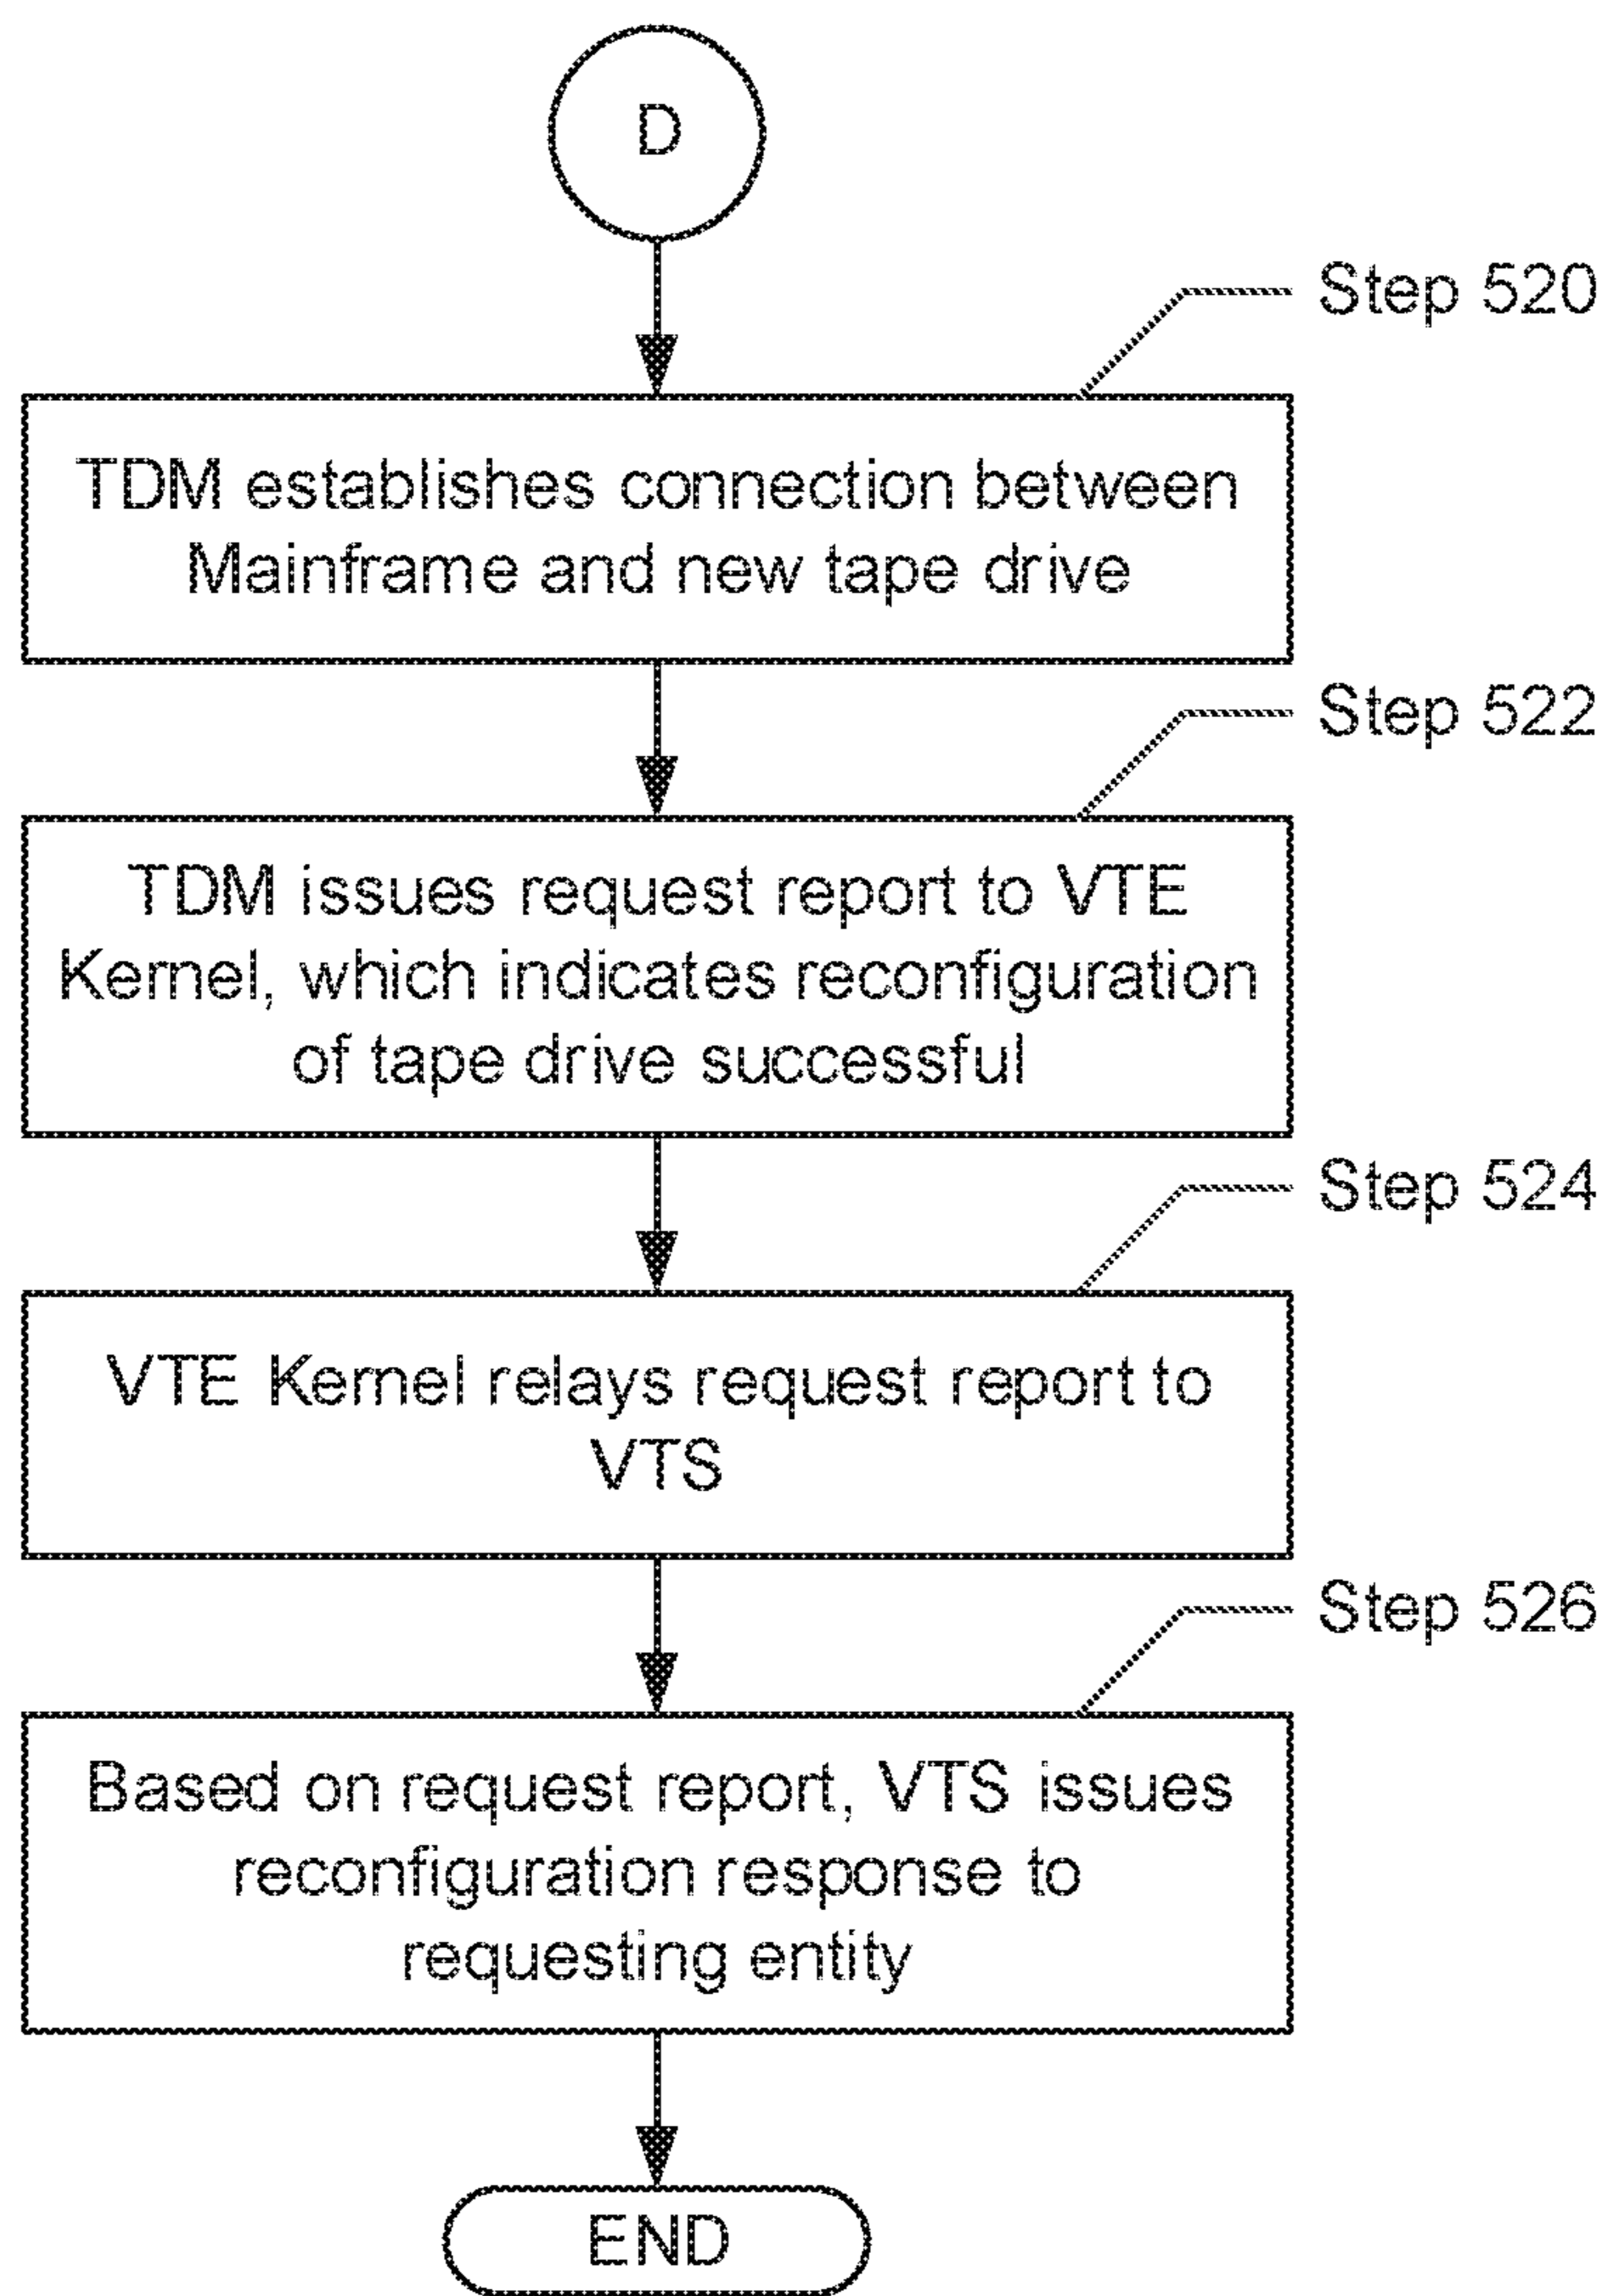 D
Step 520
TDM establishes connection between
Mainframe and new tape drive
Step 522
TDM issues request report to VTE
Kernel, which indicates reconfiguration
of tape drive successful
Step 524
VTE Kernel relays request report to
VTS
Step 526
Based on request report, VTS issues
reconfiguration response to
requesting entity
END